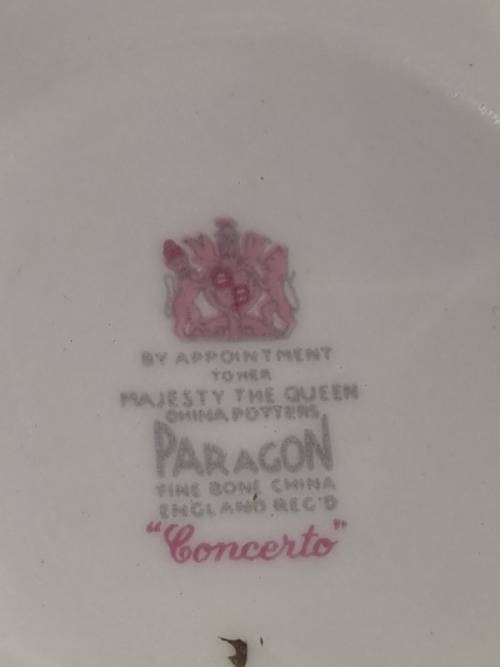 BY APPOINTMENT
TO HER
MAJESTY THE QUEEN
CHINA POTTERS
PARAGON
FINE BONE CHINA
ENGLAND REG'D
"Concerto"